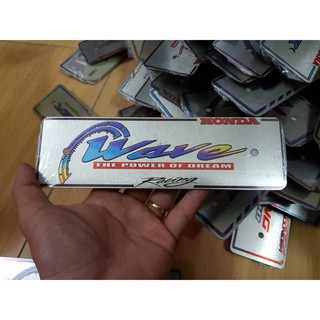 HONDA
Wave
THE POWER OF DREAM
Racing